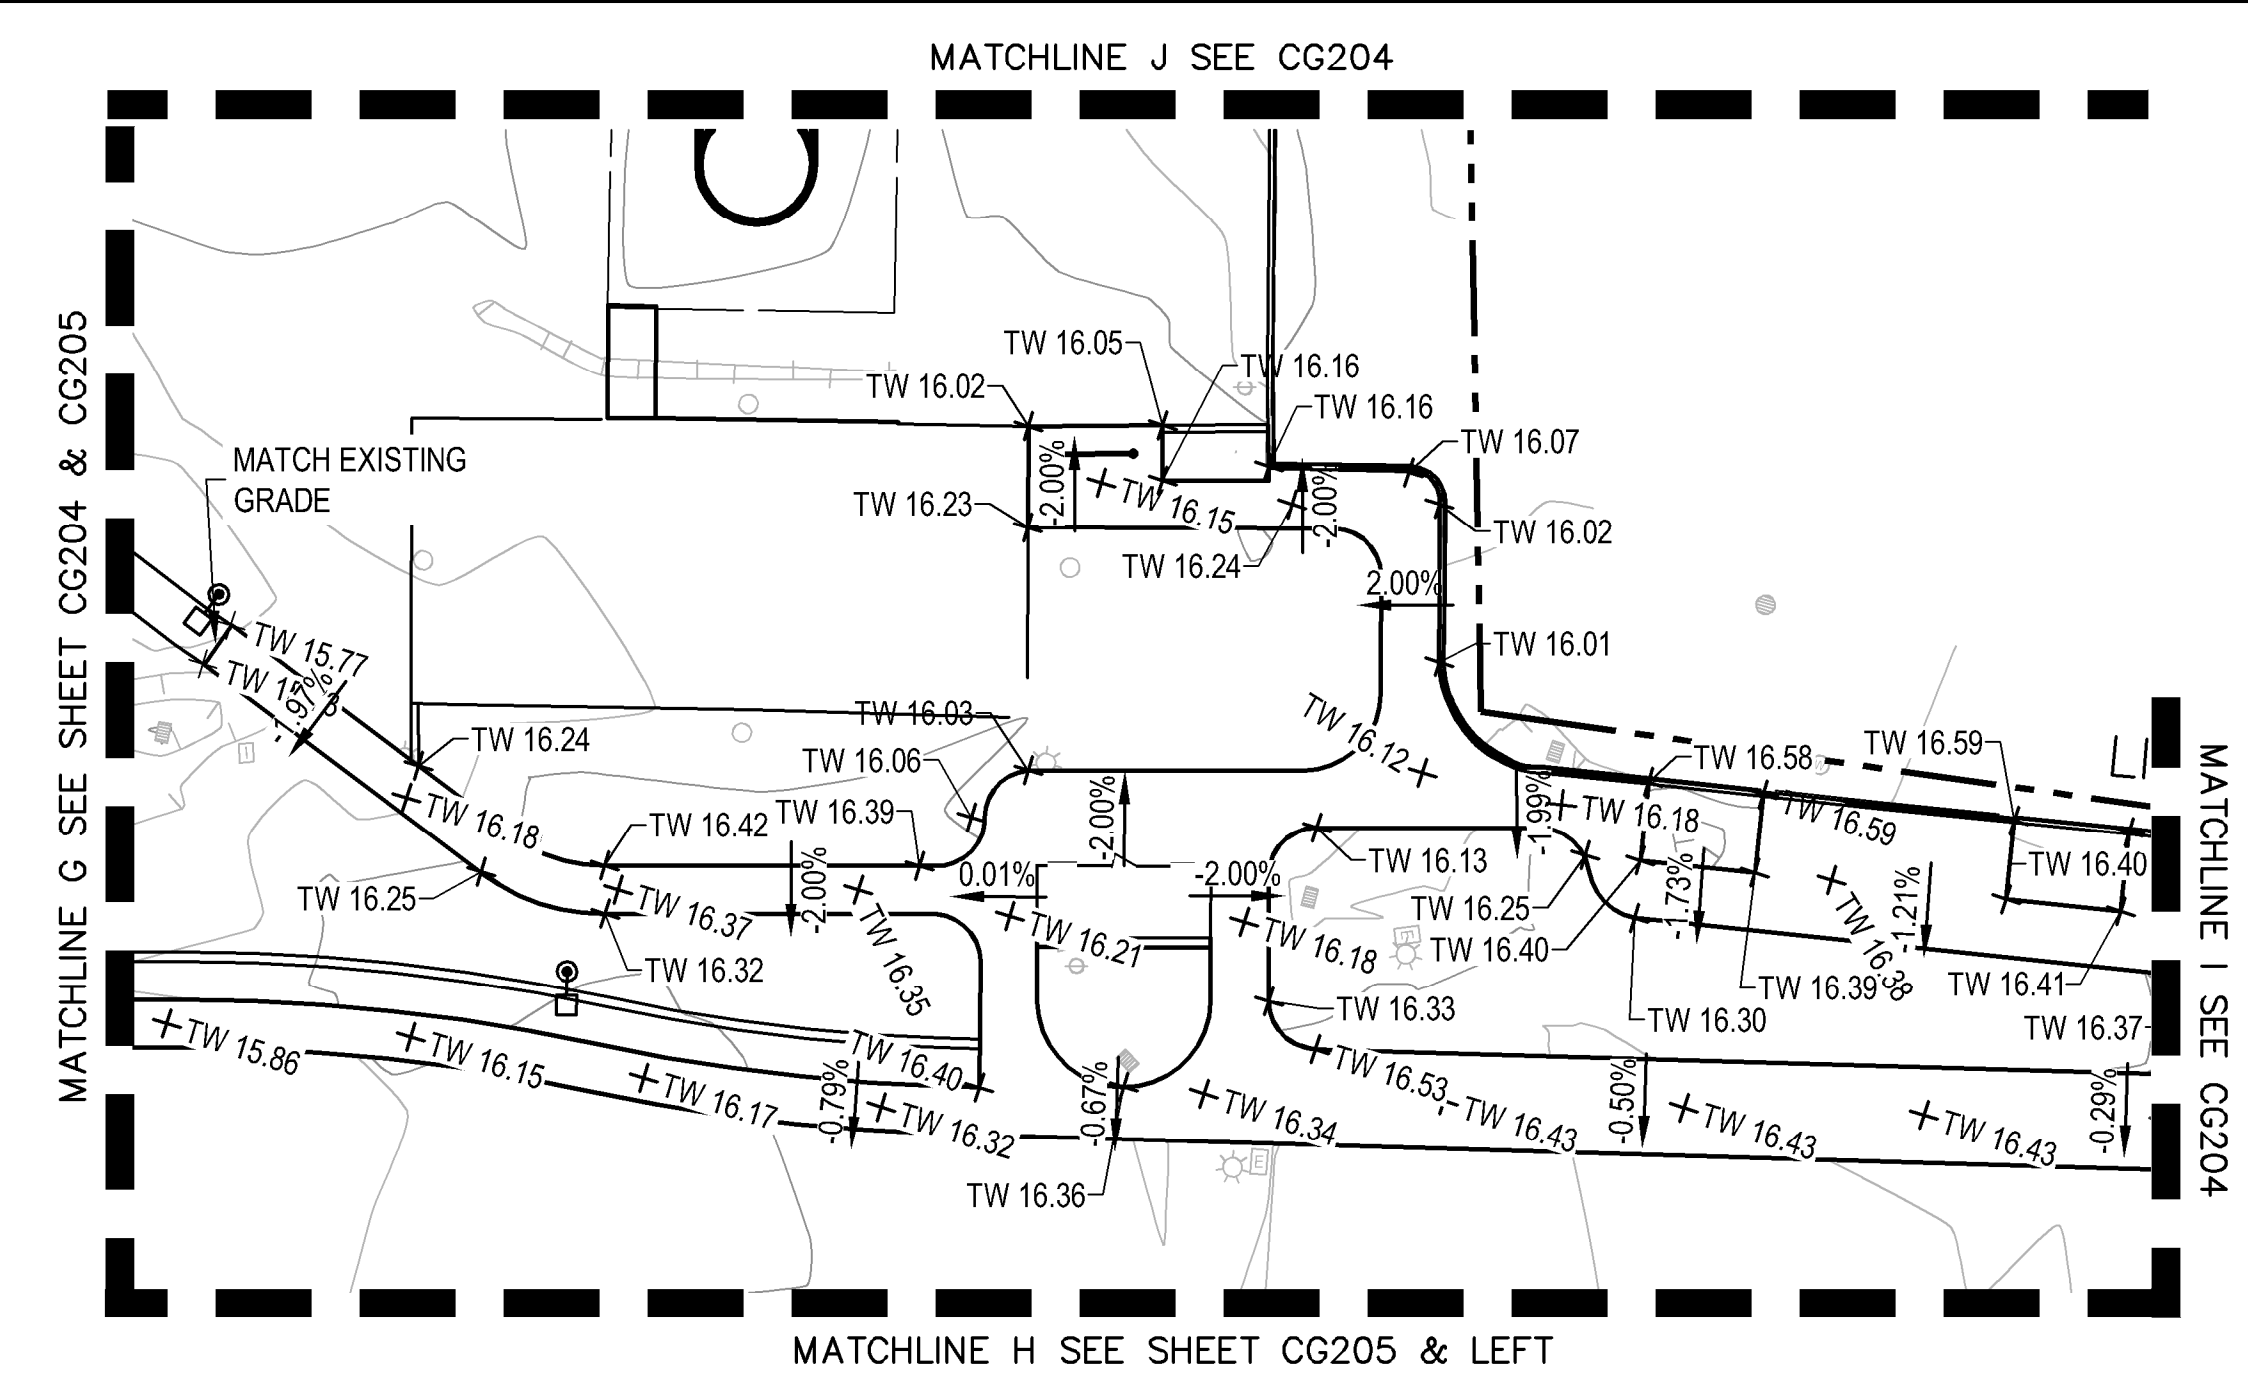 MATCHLINE J SEE CG204
MATCHLINE G SEE SHEET CG204 & CG205
MATCH EXISTING
GRADE
TW 16.05
TW 16.16
TW 16.02
TW 16.16
TW 16.07
-2.00%
TW 16.15
-2.00%
TW 16.23
TW 16.02
TW 16.24
2.00%
TW 16.01
TW 15.77
TW 16.03
TW 16.12
TW 16.24
TW 16.06
TW 16.58
TW 16.59
TW 16.18
TW 16.42
TW 16.39
-2.00%
-1.99%
TW 16.18
TW 16.59
TW 16.13
TW 16.40
0.01%
-2.00%
TW 16.25
TW 16.37
-2.00%
TW 16.35
TW 16.21
TW 16.18
TW 16.25
-1.73%
TW 16.38
-1.21%
TW 16.40
TW 16.32
TW 16.39
TW 16.41
TW 16.33
TW 16.30
TW 16.37
TW 15.86
TW 16.15
TW 16.17
-0.79%
TW 16.40
TW 16.32
-0.67%
TW 16.34
TW 16.53
TW 16.43
-0.50%
TW 16.43
TW 16.43
-0.29%
E
TW 16.36
MATCHLINE I SEE CG204
MATCHLINE H SEE SHEET CG205 & LEFT